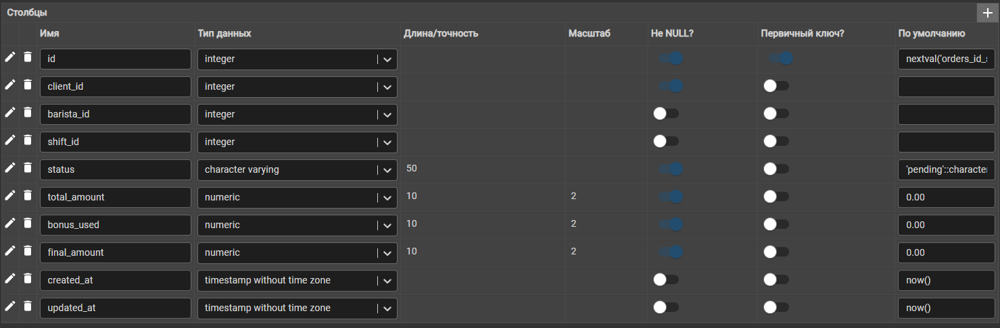 Столбцы
Имя Тип данных Длина/точность Масштаб Не NULL? Первичный ключ? По умолчанию
id integer nextval('orders_id_s
client_id integer
barista_id integer
shift_id integer
status character varying 50 'pending'::character
total_amount numeric 10 2 0.00
bonus_used numeric 10 2 0.00
final_amount numeric 10 2 0.00
created_at timestamp without time zone now()
updated_at timestamp without time zone now()